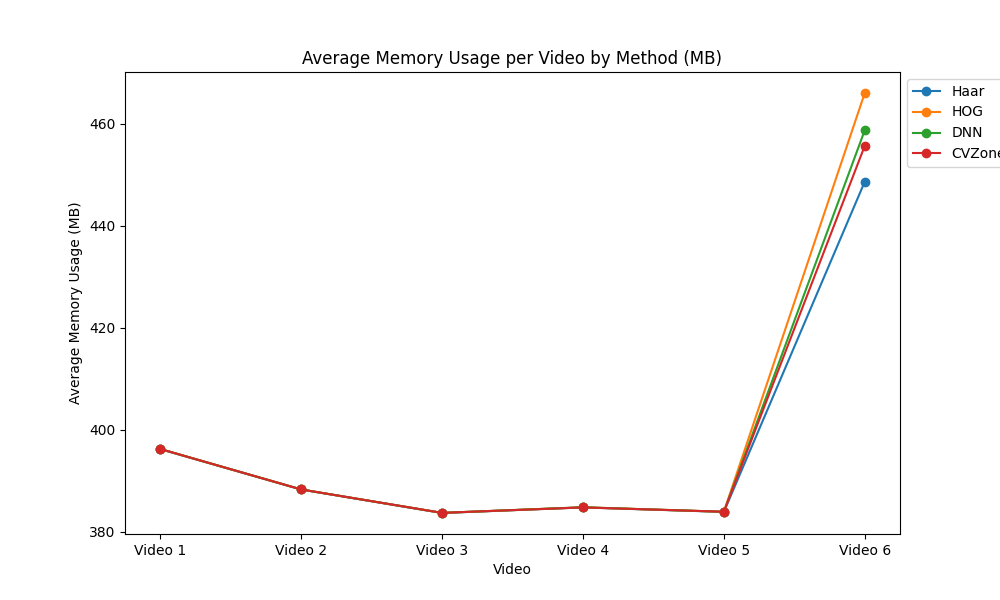 Average Memory Usage per Video by Method (MB)
Average Memory Usage (MB)
460
440
420
400
380
Video 1 Video 2 Video 3 Video 4 Video 5 Video 6
Video
Haar
HOG
DNN
CVZone